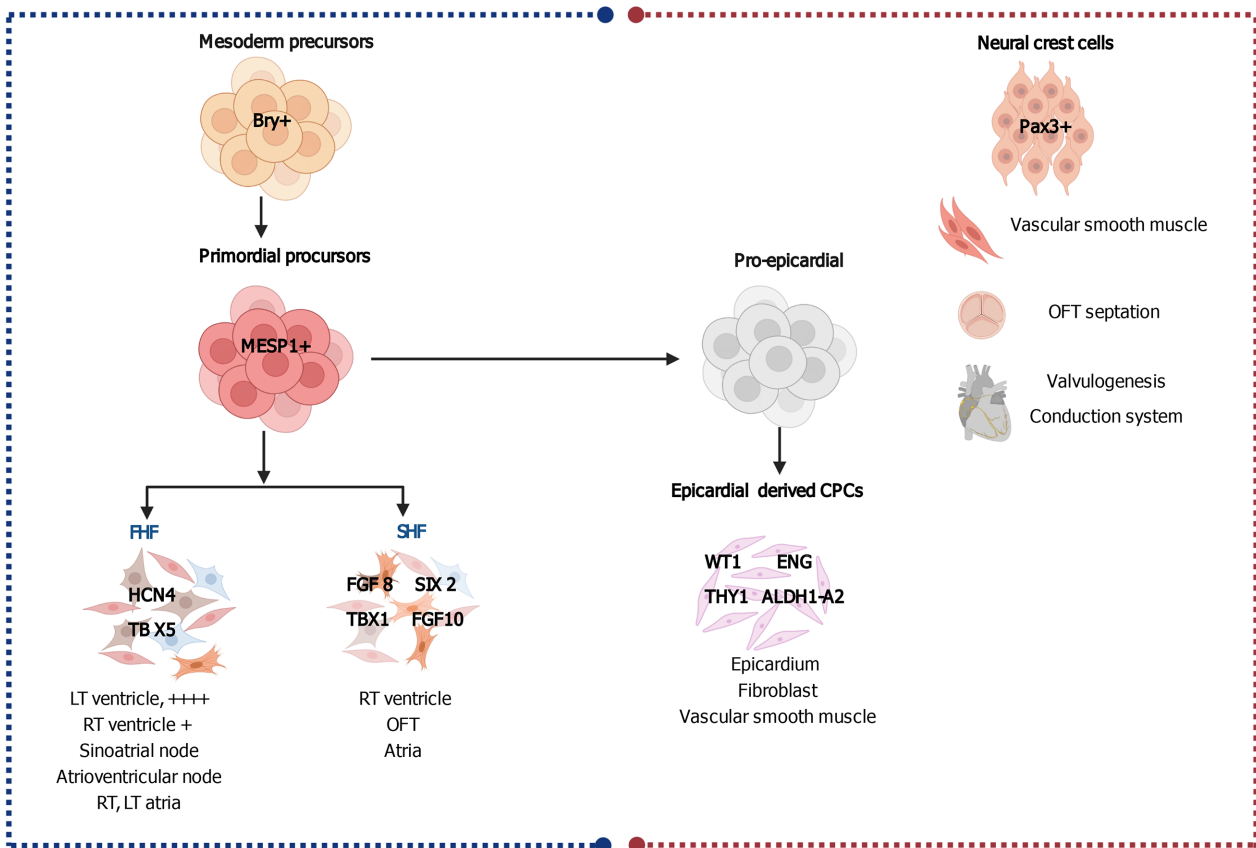 Mesoderm precursors
Bry+
Primordial procursors
MESP1+
FHF
HCN4
TB X5
LT ventricle, ++++
RT ventricle +
Sinoatrial node
Atrioventricular node
RT, LT atria
SHF
FGF 8 SIX 2
TBX1 FGF10
RT ventricle
OFT
Atria
Pro-epicardial
Epicardial derived CPCs
WT1 ENG
THY1 ALDH1-A2
Epicardium
Fibroblast
Vascular smooth muscle
Neural crest cells
Pax3+
Vascular smooth muscle
OFT septation
Valvulogenesis
Conduction system